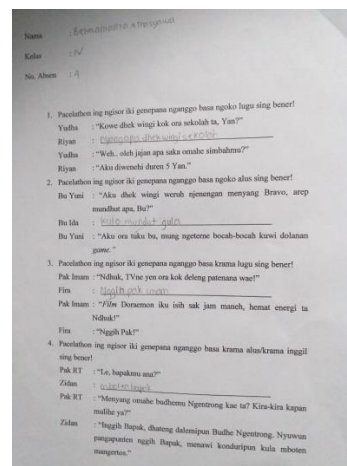 Nama :
Kelas : IV
No. Absen : 4
1. Pacelathon ing ngisor iki genepana nganggo basa ngoko lugu sing bener!
Yudha : "Kowe dhek wingi kok ora sekolah ta, Yan?"
Riyan : dhek wingi sekolah
Yudha : "Weh.. oleh jajan apa saka omahe simbahmu?"
Riyan : "Aku diwenehi duren 5 Yan."
2. Pacelathon ing ngisor iki genepana nganggo basa ngoko alus sing bener!
Bu Yuni : "Aku dhek wingi weruh njenengan menyang Bravo, arep
mundhut apa, Bu?"
Bu Ida : Kulo mundut gulo
Bu Yuni : "Aku ora tuku bu, mung ngeterne bocah-bocah kuwi dolanan
game."
3. Pacelathon ing ngisor iki genepana nganggo basa krama lugu sing bener!
Pak Imam : "Ndhuk, TVne yen ora kok deleng patenana wae!"
Fira : Nggih pak imam
Pak Imam : "Film Doraemon iku isih sak jam maneh, hemat energi ta
Ndhuk!"
Fira : "Nggih Pak!"
4. Pacelathon ing ngisor iki genepana nganggo basa krama alus/krama inggil
sing bener!
Pak RT : "Le, bapakmu ana?"
Zidan : mboten bapak
Pak RT : "Menyang omahe budhemu Ngentrong kae ta? Kira-kira kapan
mulihe ya?"
Zidan : "Inggih Bapak, dhateng dalemipun Budhe Ngentrong. Nyuwun
pangapunten nggih Bapak, menawi konduripun kula mboten
mangertos."